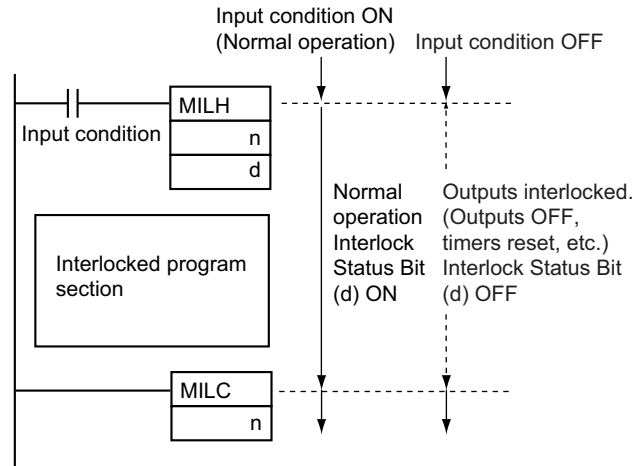 Input condition ON
(Normal operation)
Input condition OFF
MILH
n
d
Input condition
Normal
operation
Interlock
Status Bit
(d) ON
Outputs interlocked.
(Outputs OFF,
timers reset, etc.)
Interlock Status Bit
(d) OFF
Interlocked program
section
MILC
n